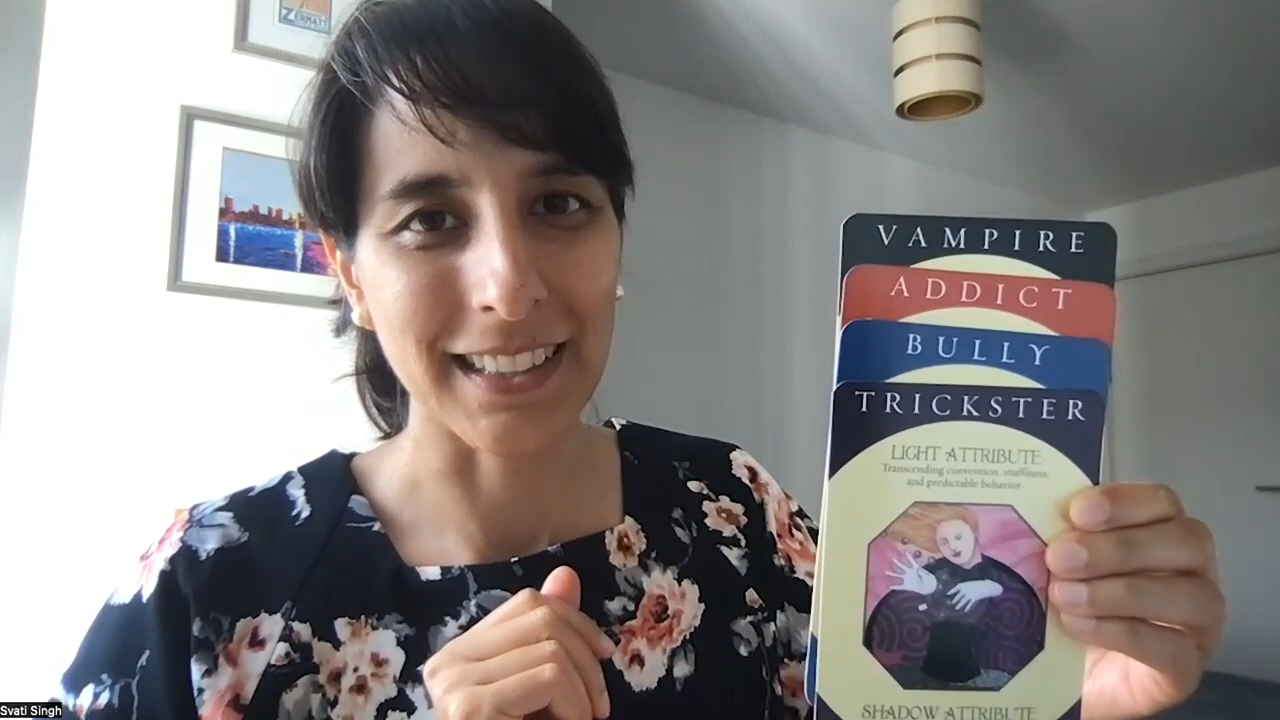 ZERMATT
VAMPIRE
ADDICT
BULLY
TRICKSTER
LIGHT ATTRIBUTE
Transcending convention, stuffiness,
and predictable behavior
SHADOW ATTRIBUTE
Svati Singh